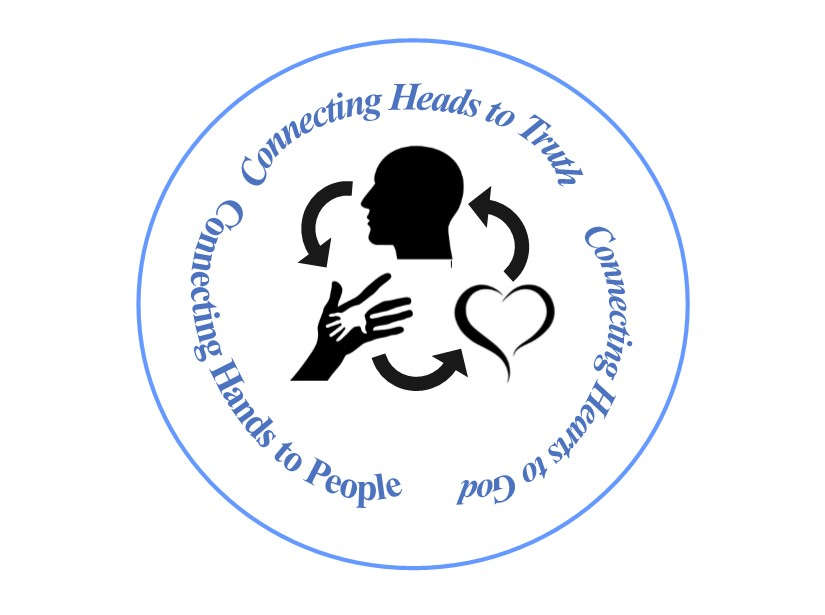 Connecting Heads to Truth
Connecting Hearts to God
Connecting Hands to People